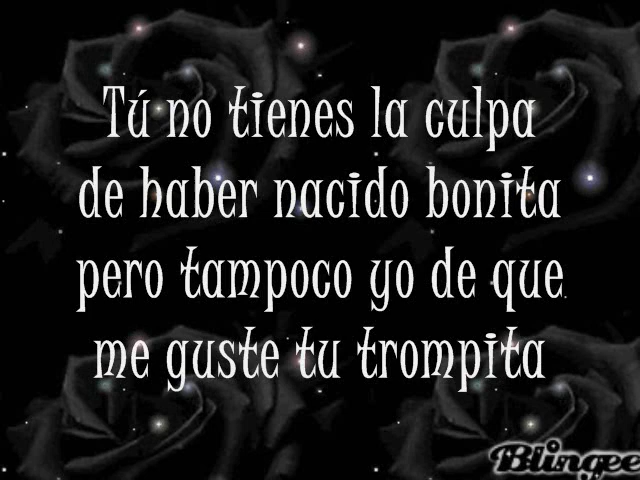 Tú no tienes la culpa
de haber nacido bonita
pero tampoco yo de que
me guste tu trompita
Blingee